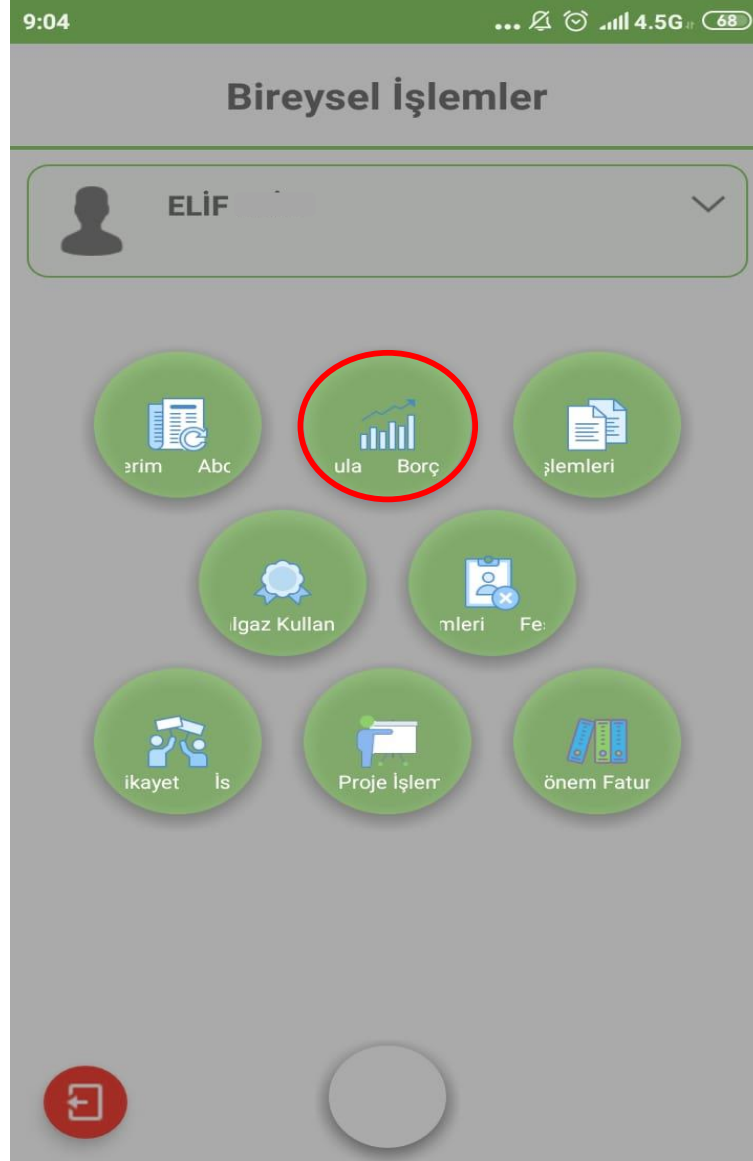 9:04 ... 4.5G 68
Bireysel İşlemler
ELİF
erim Abo
ula Borç
şlemleri
lgaz Kullan
mleri Fe
ikayet İs
Proje İşlem
önem Fatur